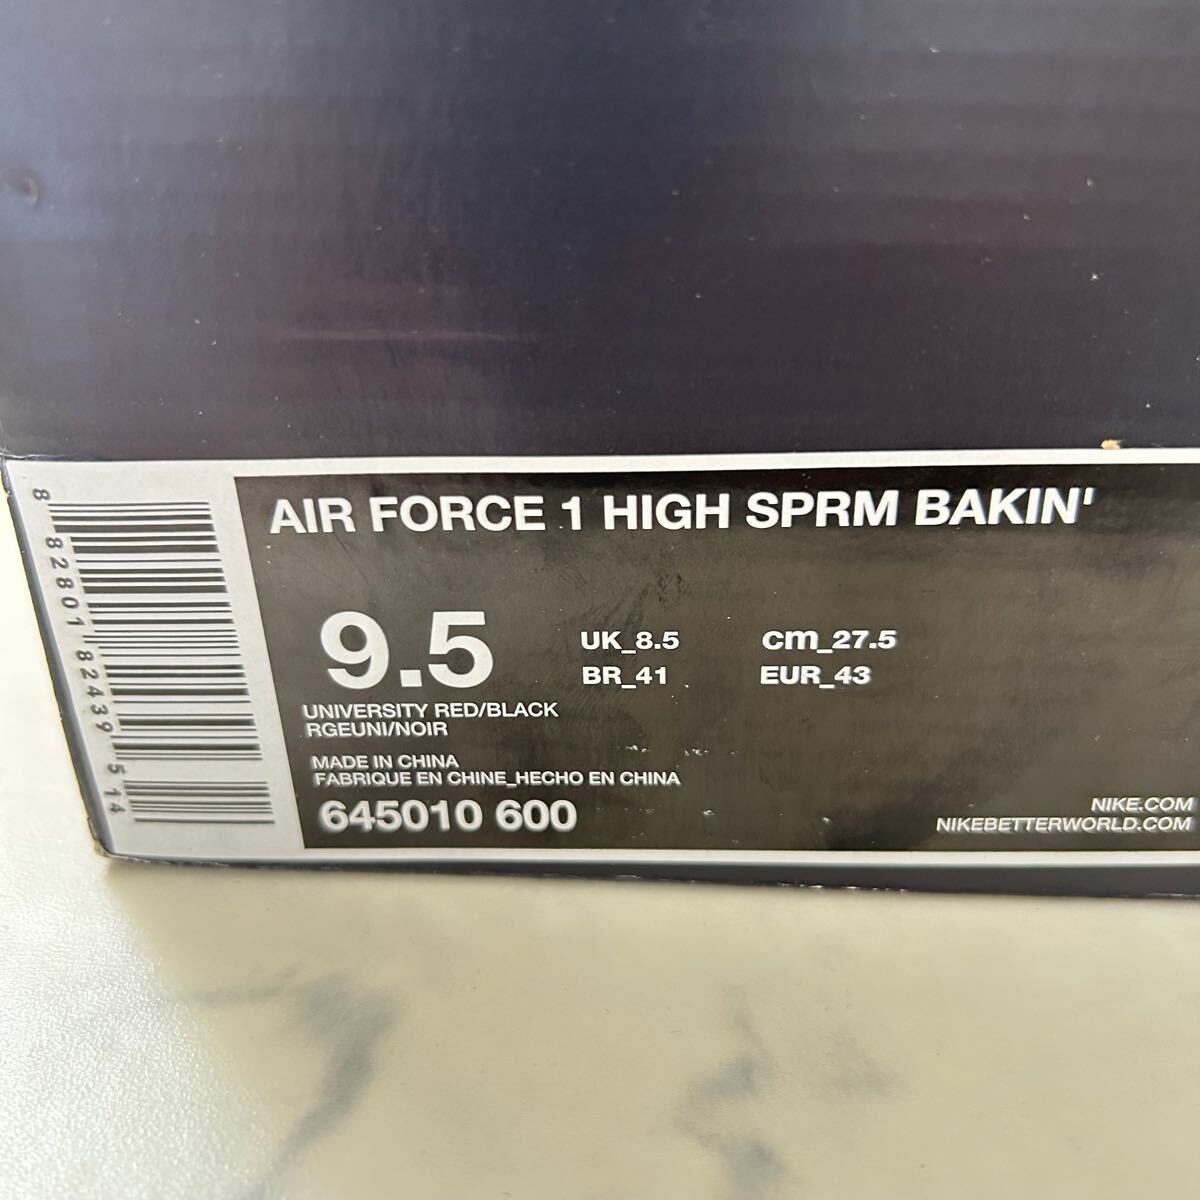 AIR FORCE 1 HIGH SPRM BAKIN'
9.5
UK_8.5 cm_27.5
BR_41 EUR_43
UNIVERSITY RED/BLACK
RGEUNI/NOIR
MADE IN CHINA
FABRIQUE EN CHINE_HECHO EN CHINA
645010 600
NIKE.COM
NIKEBETTERWORLD.COM
8 82801 82439 5 14